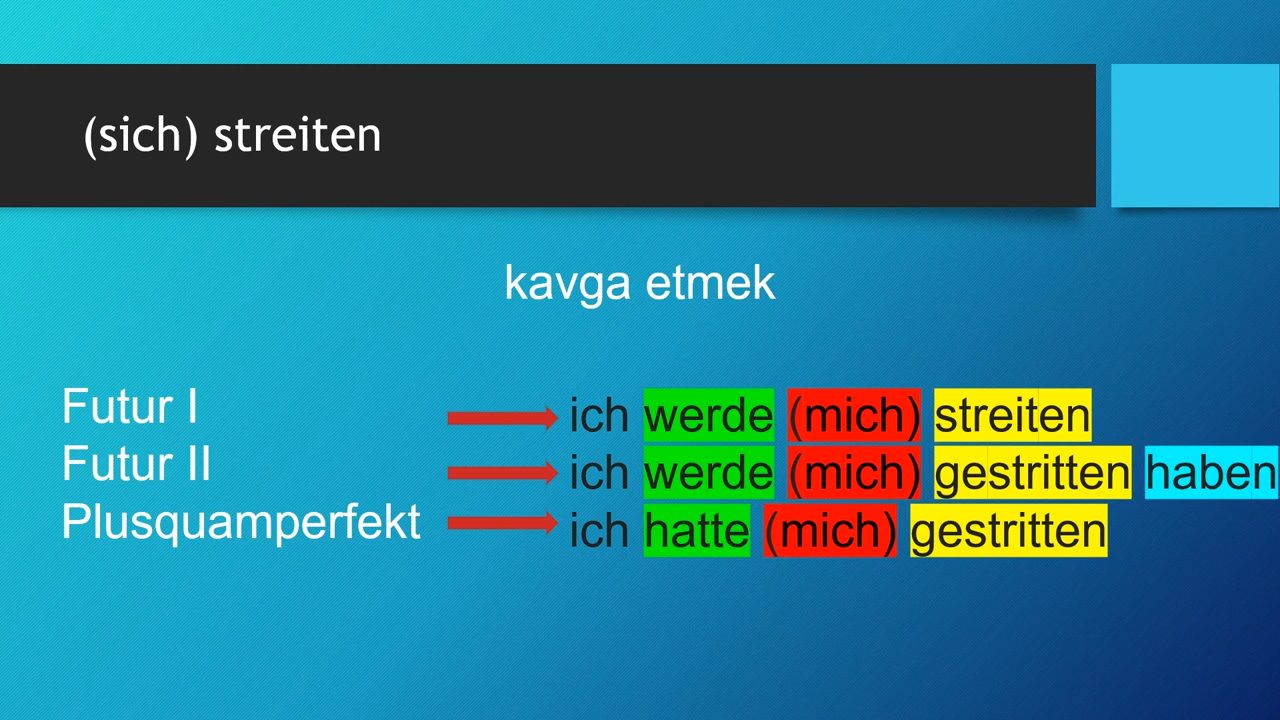 (sich) streiten
kavga etmek
Futur I ich werde (mich) streiten
Futur II ich werde (mich) gestritten haben
Plusquamperfekt ich hatte (mich) gestritten